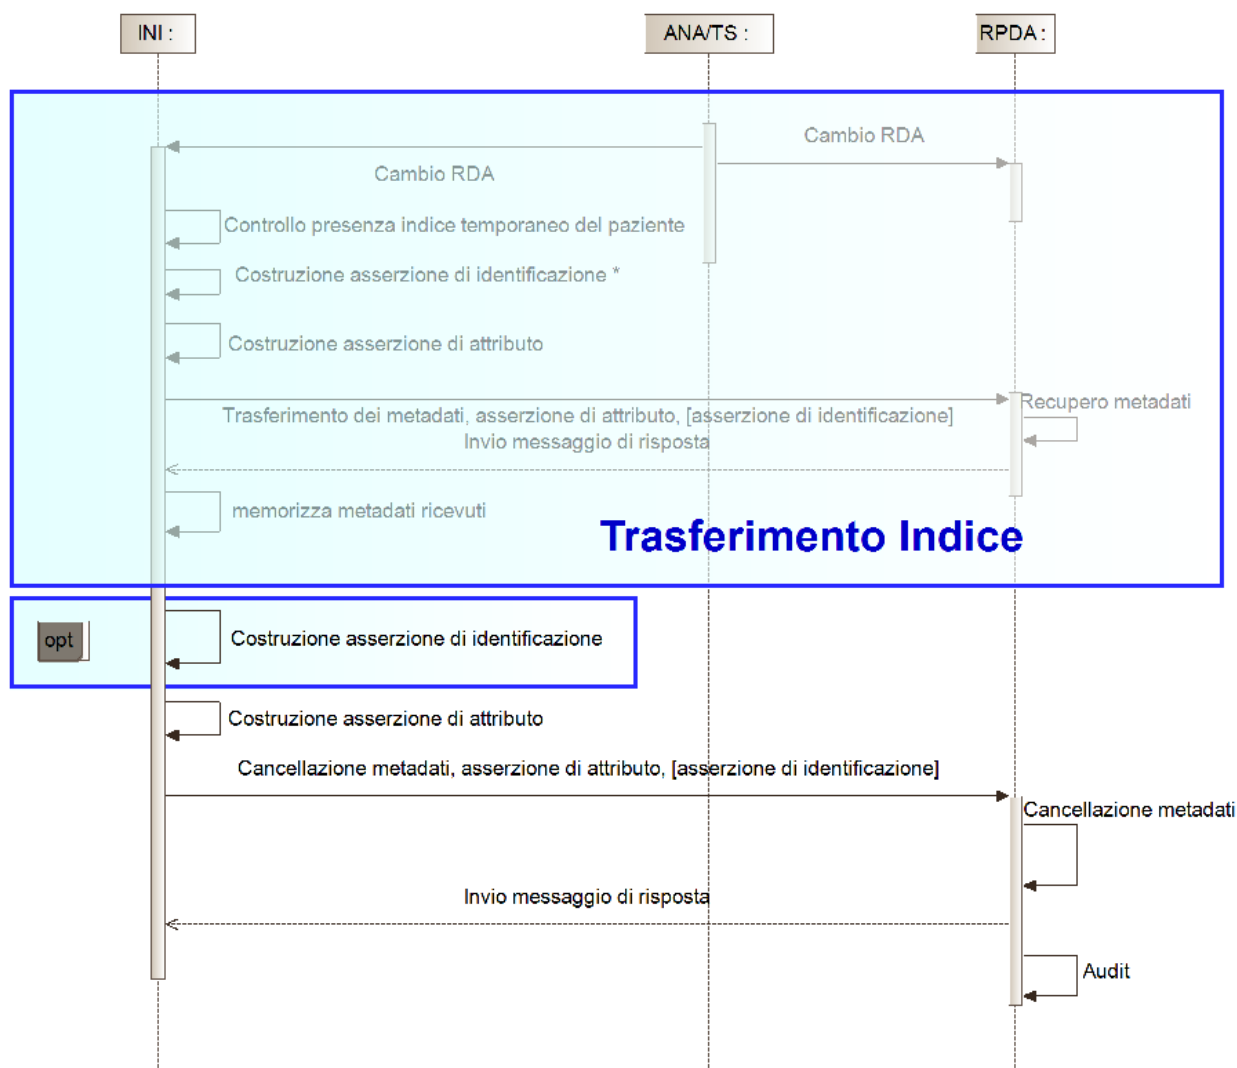 INI :
ANA/TS :
RPDA :
Cambio RDA
Cambio RDA
Controllo presenza indice temporaneo del paziente
Costruzione asserzione di identificazione *
Costruzione asserzione di attributo
Recupero metadati
Trasferimento dei metadati, asserzione di attributo, [asserzione di identificazione]
Invio messaggio di risposta
memorizza metadati ricevuti
Trasferimento Indice
opt
Costruzione asserzione di identificazione
Costruzione asserzione di attributo
Cancellazione metadati, asserzione di attributo, [asserzione di identificazione]
Cancellazione metadati
Invio messaggio di risposta
Audit